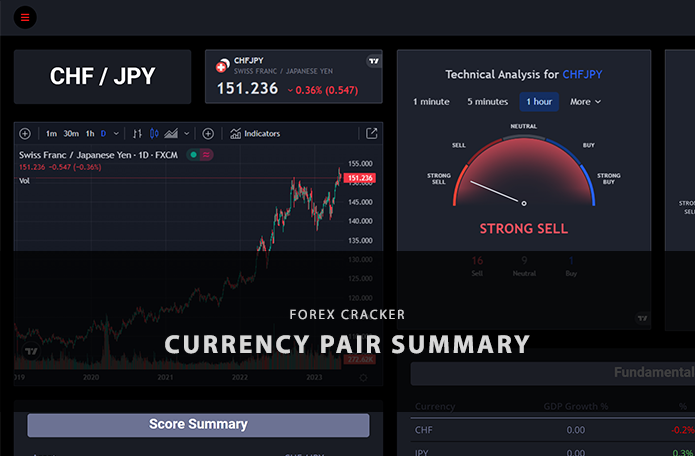 CHF / JPY
CHFJPY
SWISS FRANC / JAPANESE YEN
151.236 0.36% (0.547)
1m 30m 1h D Indicators
Swiss Franc / Japanese Yen · 1D · FXCM
151.236 −0.547 (−0.36%)
Vol
155.000
151.236
150.000
145.000
140.000
135.000
130.000
125.000
120.000
115.000
110.000
2019 2020 2021 2022 2023
Technical Analysis for CHFJPY
1 minute 5 minutes 1 hour More
NEUTRAL
SELL BUY
STRONG SELL STRONG BUY
STRONG SELL
16 9 1
Sell Neutral Buy
FOREX CRACKER
CURRENCY PAIR SUMMARY
Score Summary
Fundamental
Currency GDP Growth % %
CHF 0.00 -0.2%
JPY 0.00 0.3%